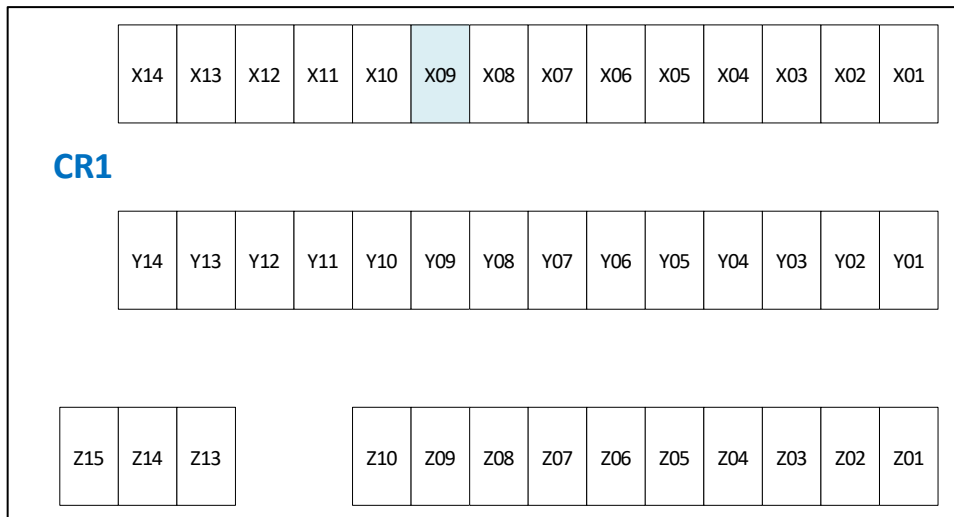 X14 X13 X12 X11 X10 X09 X08 X07 X06 X05 X04 X03 X02 X01
CR1
Y14 Y13 Y12 Y11 Y10 Y09 Y08 Y07 Y06 Y05 Y04 Y03 Y02 Y01
Z15 Z14 Z13 Z10 Z09 Z08 Z07 Z06 Z05 Z04 Z03 Z02 Z01